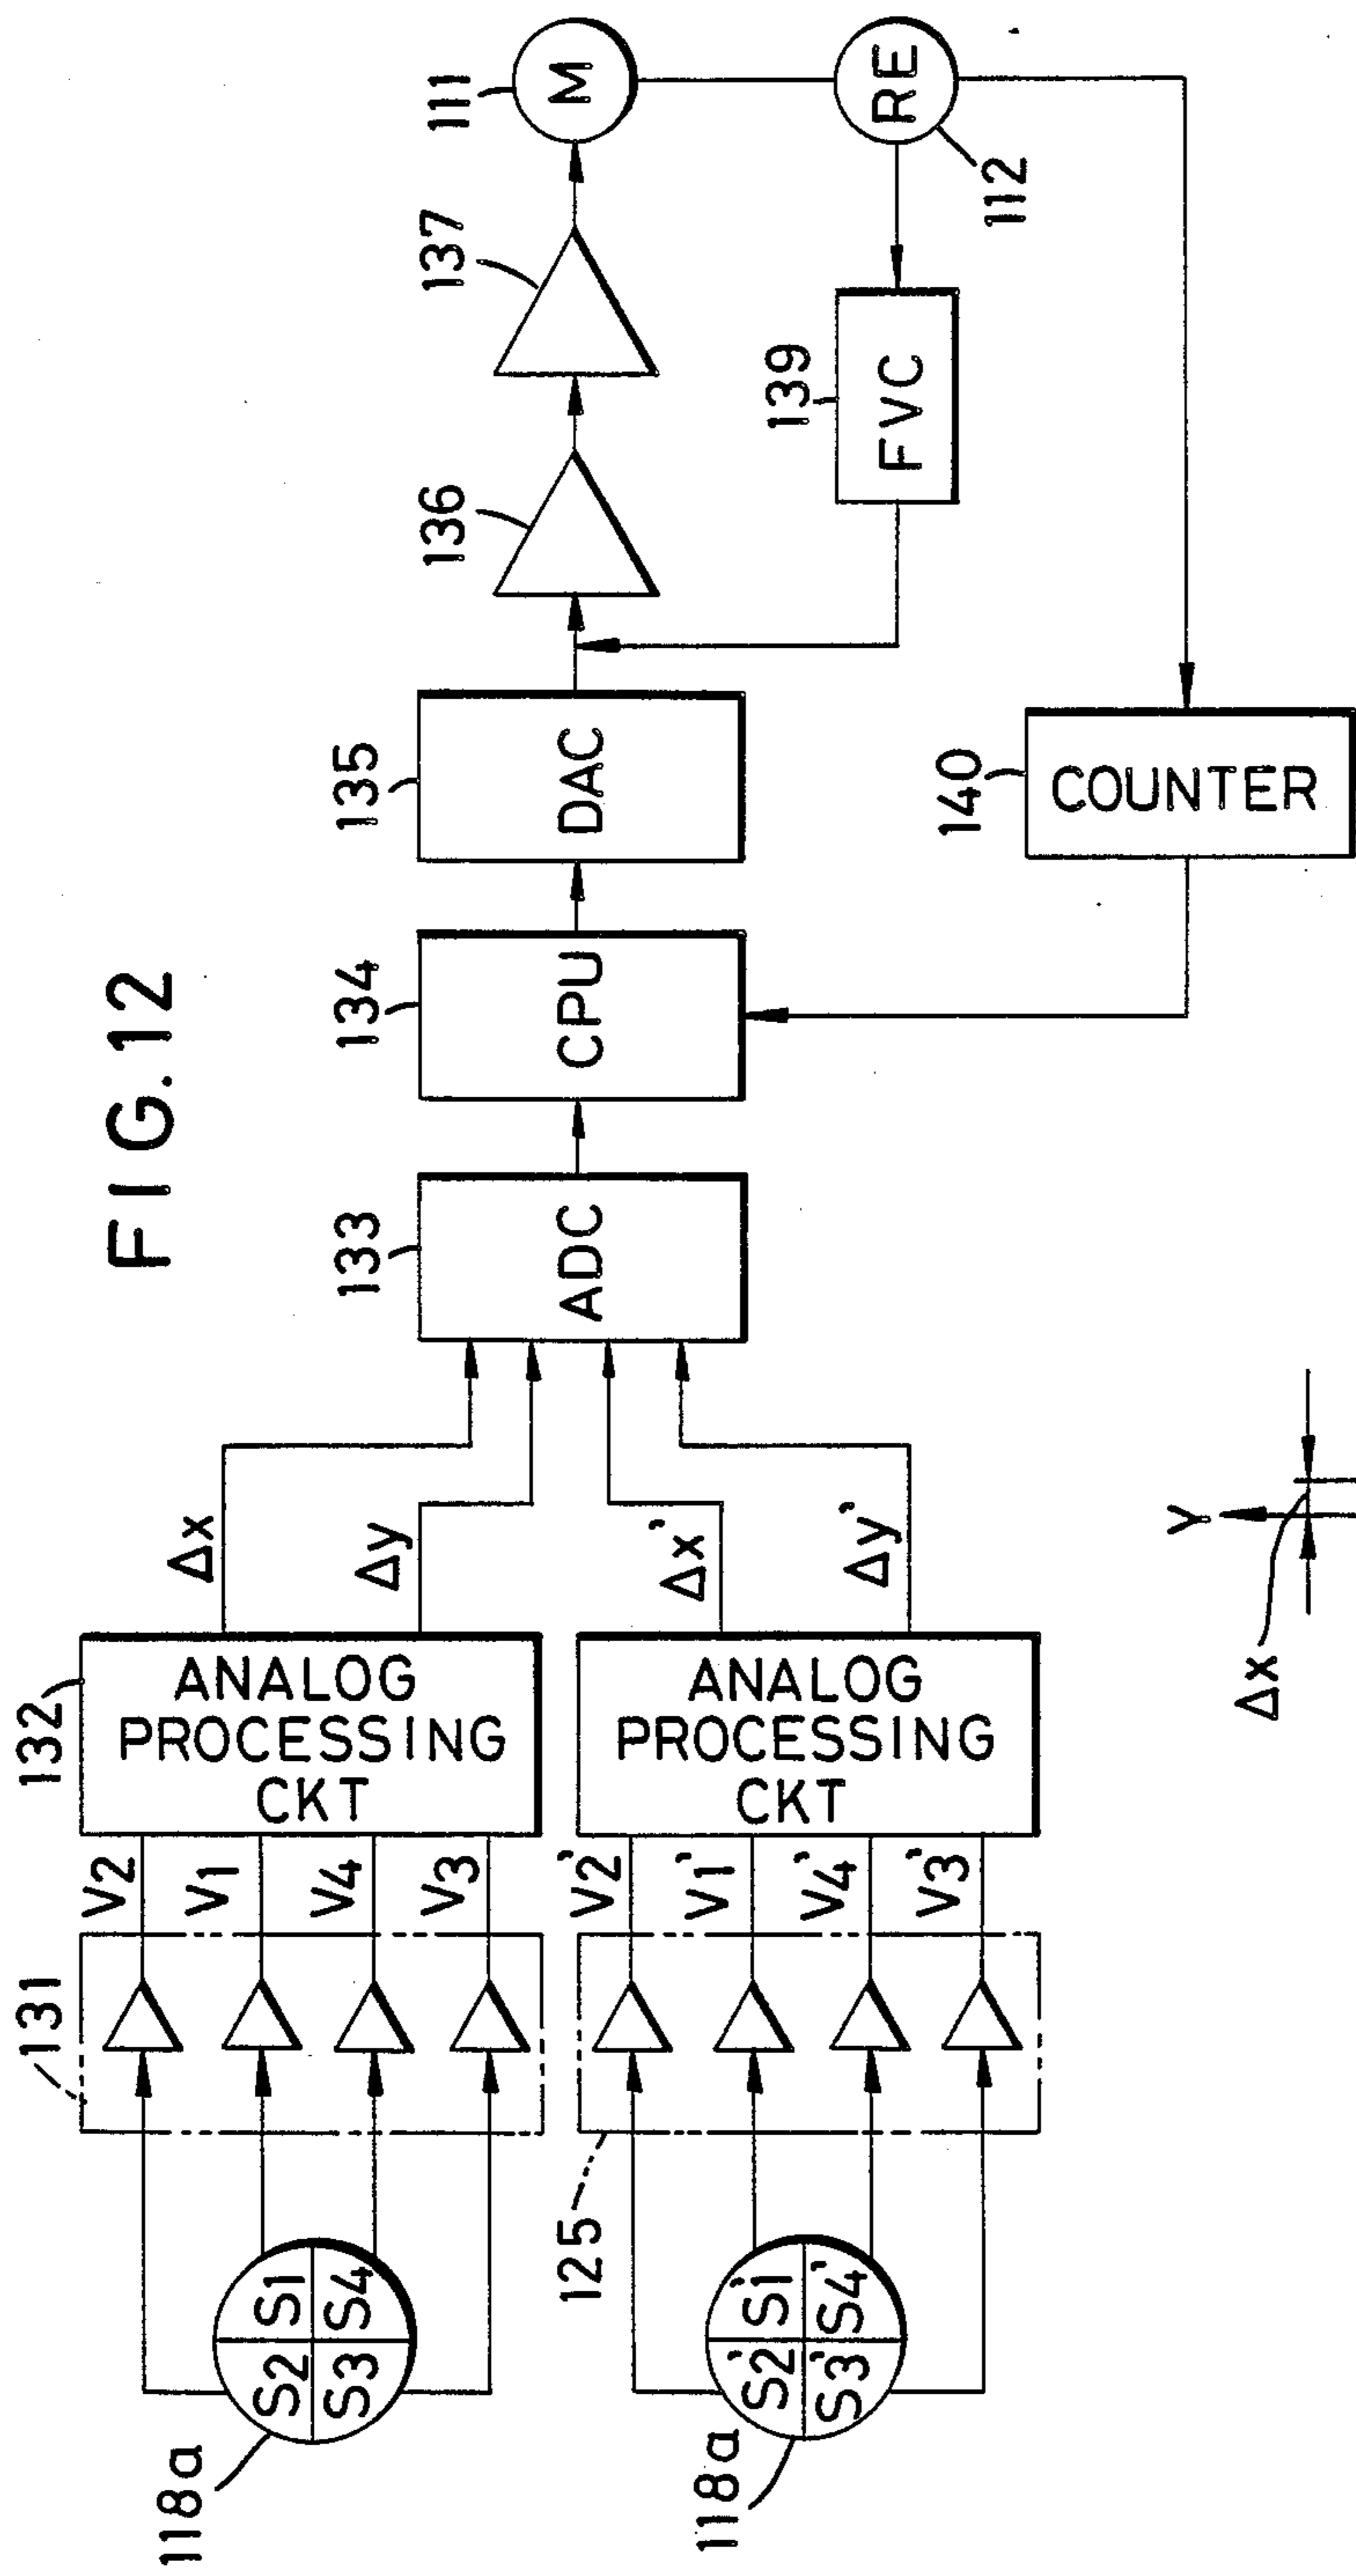 FIG.12
131
132
V2
V1
V4
V3
ANALOG
PROCESSING
CKT
Δx
Δy
S2
S1
S3
S4
118a
133
ADC
134
CPU
135
DAC
136
137
111
M
RE
112
139
FVC
140
COUNTER
125
V2'
V1'
V4'
V3'
ANALOG
PROCESSING
CKT
Δx'
Δy'
S2'
S1'
S3'
S4'
118a
Y
Δx